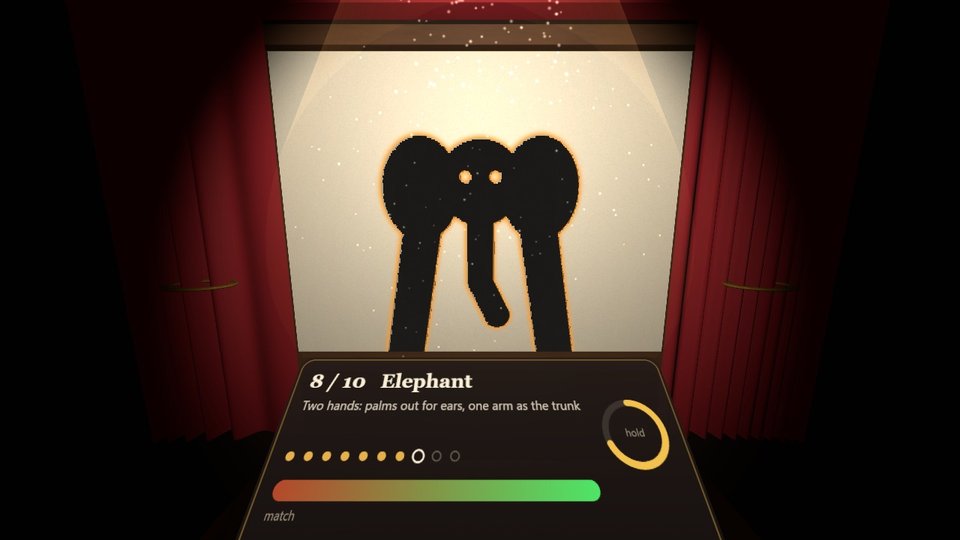 8 / 10 Elephant
Two hands: palms out for ears, one arm as the trunk
hold
match